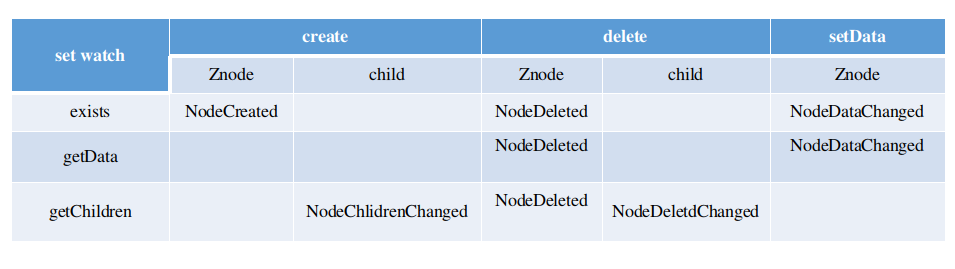 set watch create delete setData
Znode child Znode child Znode
exists NodeCreated NodeDeleted NodeDataChanged
getData NodeDeleted NodeDataChanged
getChildren NodeChlidrenChanged NodeDeleted NodeDeletdChanged